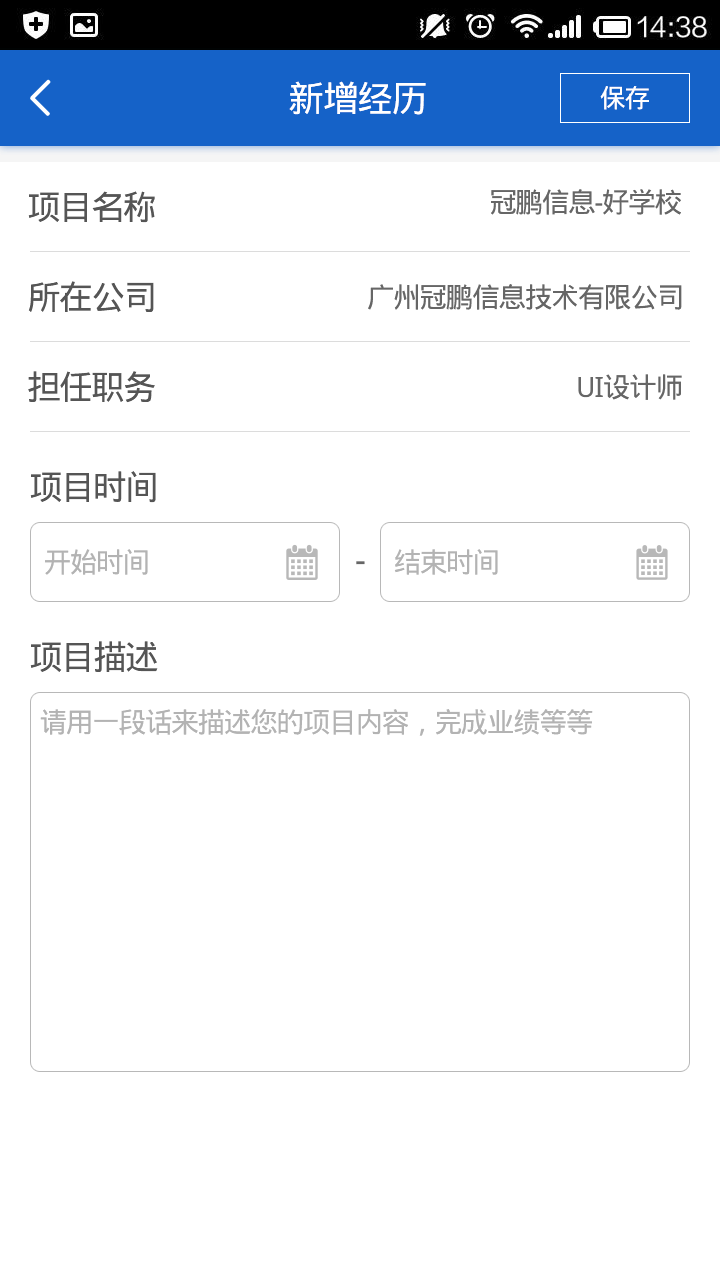 14:38
新增经历
保存
项目名称
冠鹏信息-好学校
所在公司
广州冠鹏信息技术有限公司
担任职务
UI设计师
项目时间
开始时间 - 结束时间
项目描述
请用一段话来描述您的项目内容，完成业绩等等